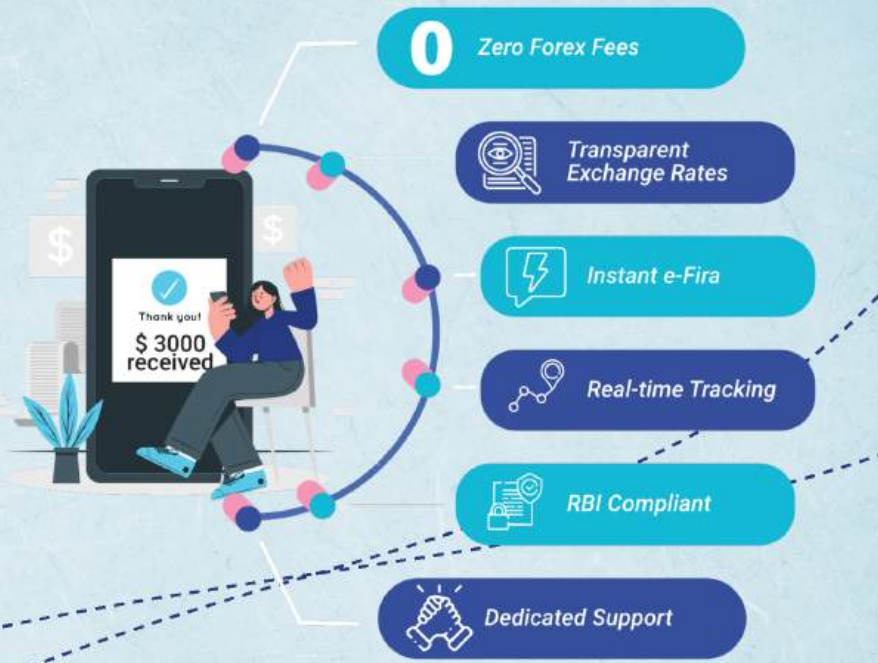 0 Zero Forex Fees
Transparent
Exchange Rates
Instant e-Fira
Real-time Tracking
RBI Compliant
Dedicated Support
$
$
Thank you!
$ 3000
received